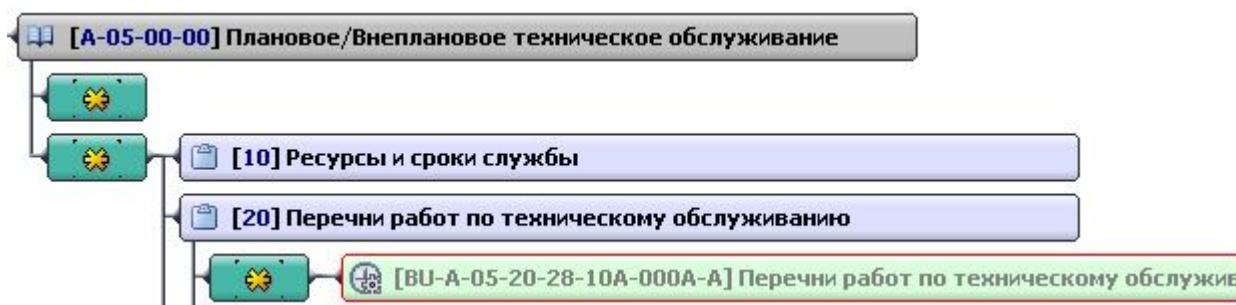 [A-05-00-00] Плановое/Внеплановое техническое обслуживание
[10] Ресурсы и сроки службы
[20] Перечни работ по техническому обслуживанию
[BU-A-05-20-28-10A-000A-A] Перечни работ по техническому обслужив